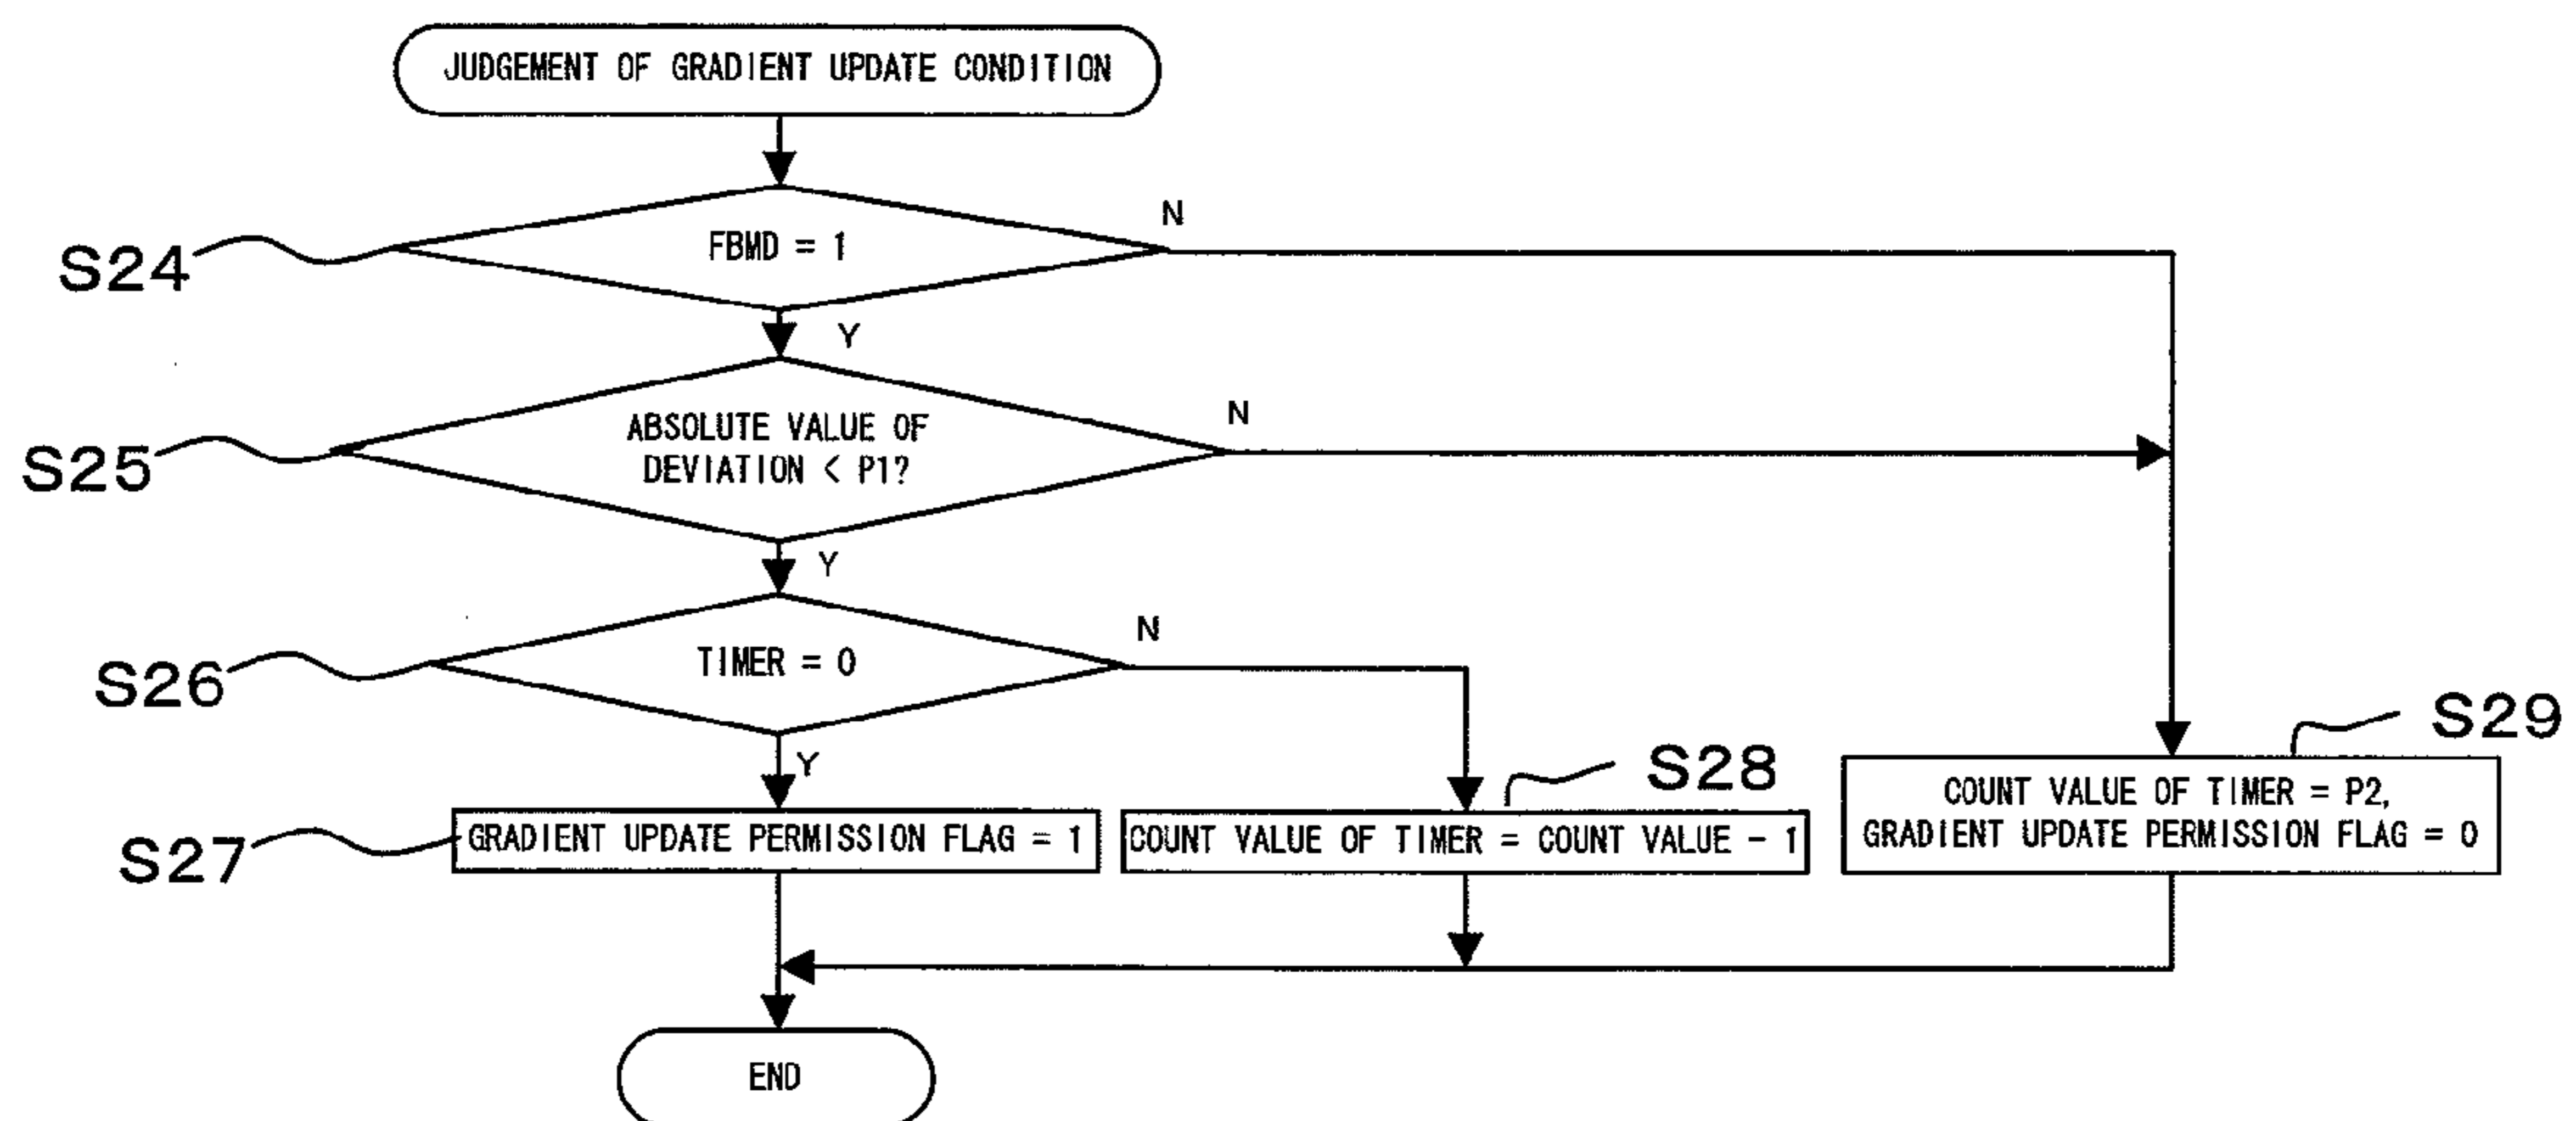 JUDGEMENT OF GRADIENT UPDATE CONDITION
N
S24
FBMD = 1
Y
N
S25
ABSOLUTE VALUE OF
DEVIATION < P1?
Y
N
S26
TIMER = 0
Y
S28
S29
S27
GRADIENT UPDATE PERMISSION FLAG = 1
COUNT VALUE OF TIMER = COUNT VALUE - 1
COUNT VALUE OF TIMER = P2,
GRADIENT UPDATE PERMISSION FLAG = 0
END